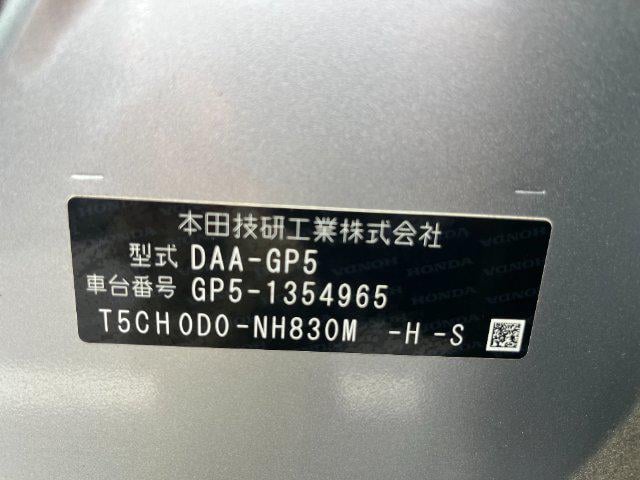 本田技研工業株式会社
型式 DAA-GP5
車台番号 GP5-1354965
T5CH0D0-NH830M -H -S